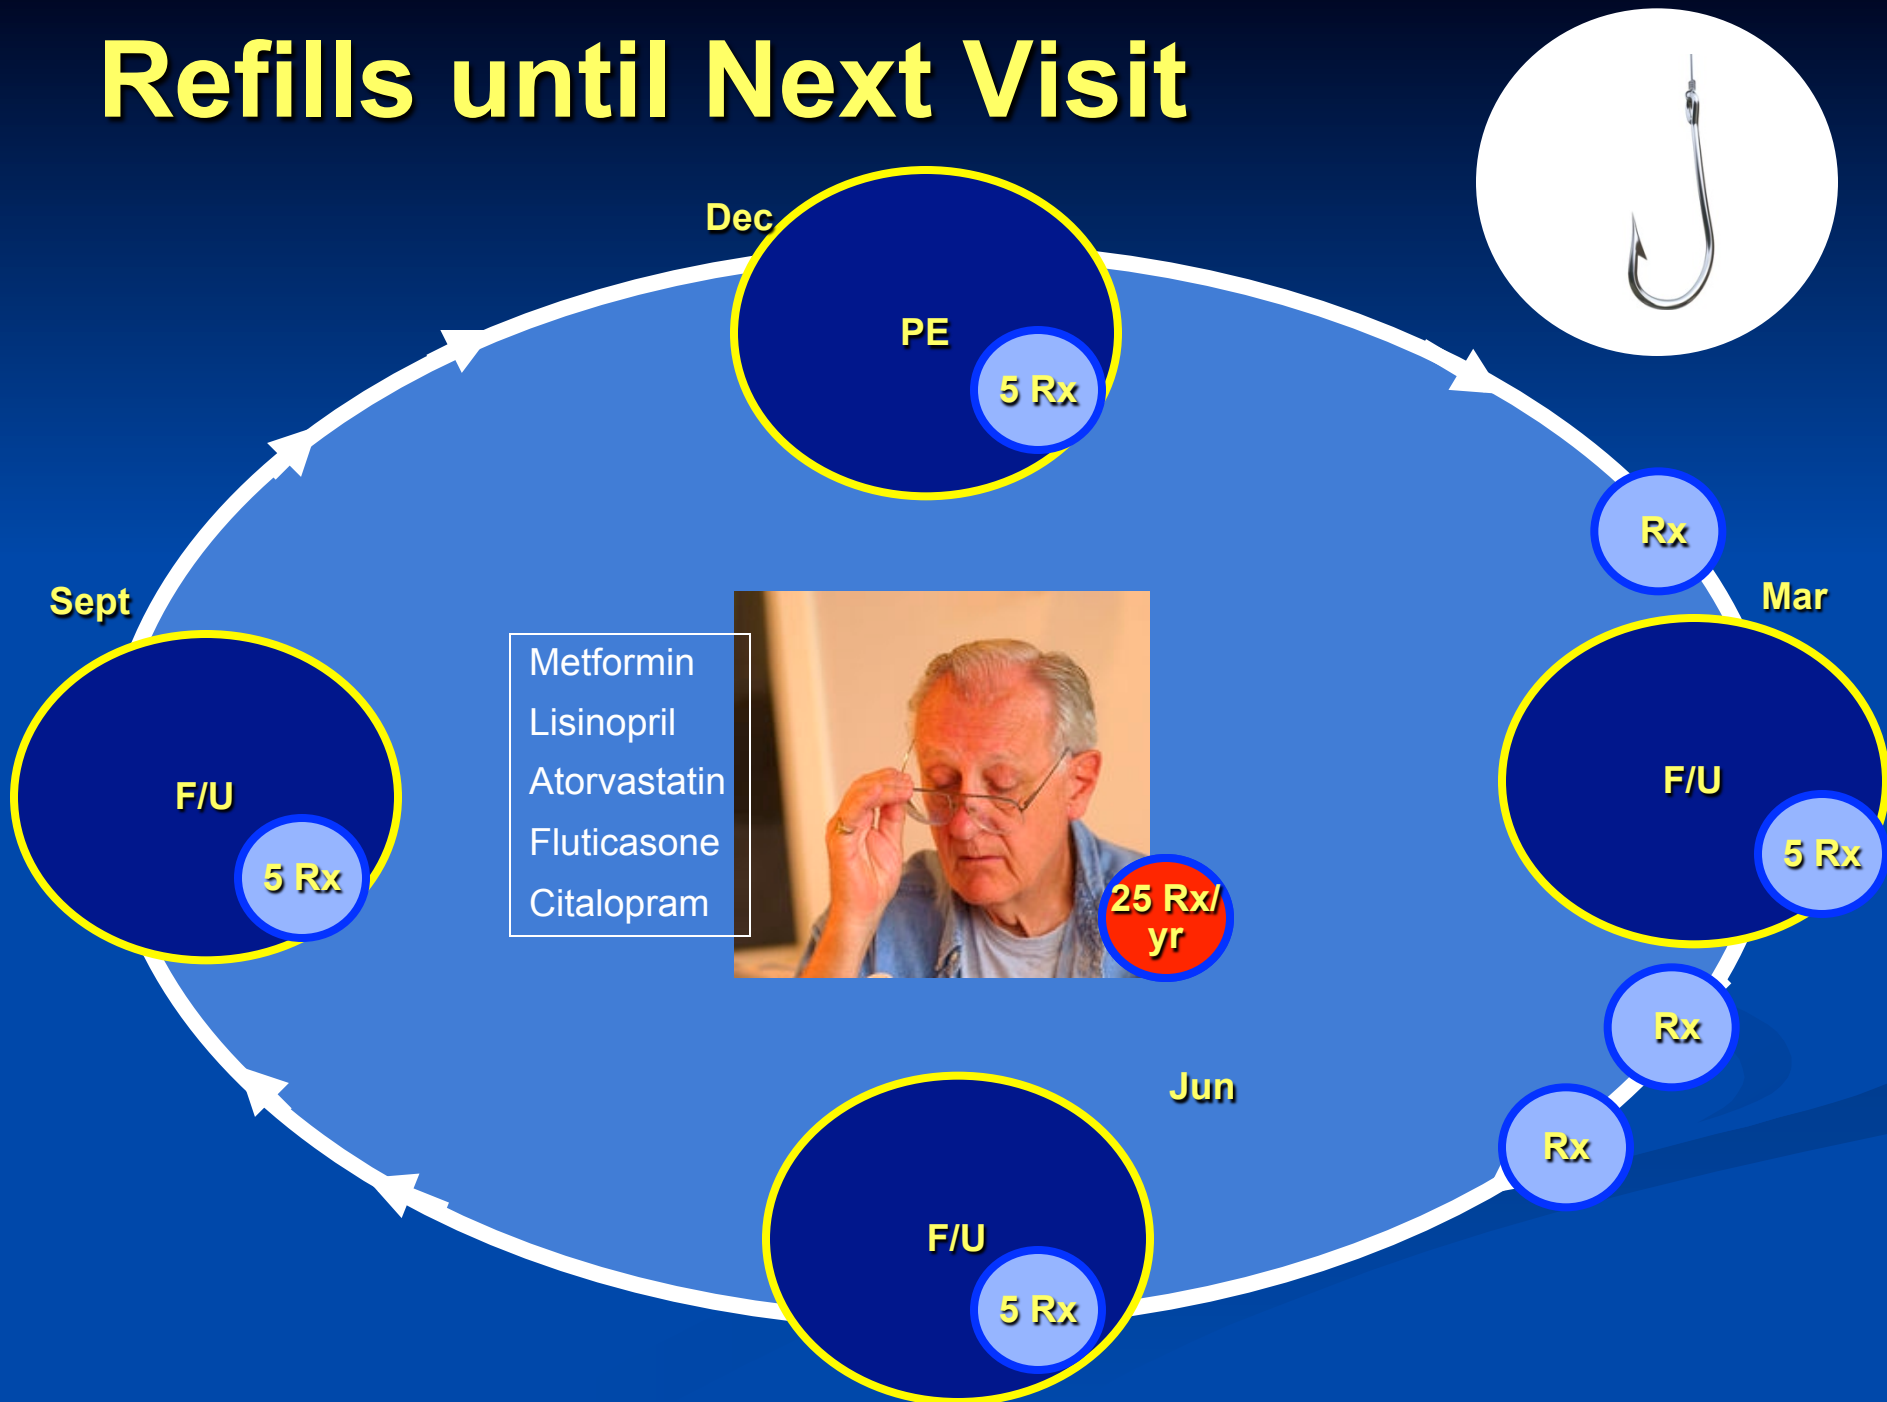 Refills until Next Visit
Dec
PE
5 Rx
Rx
Mar
Sept
Metformin
Lisinopril
Atorvastatin
Fluticasone
Citalopram
F/U
5 Rx
F/U
5 Rx
25 Rx/
yr
Rx
Jun
Rx
F/U
5 Rx